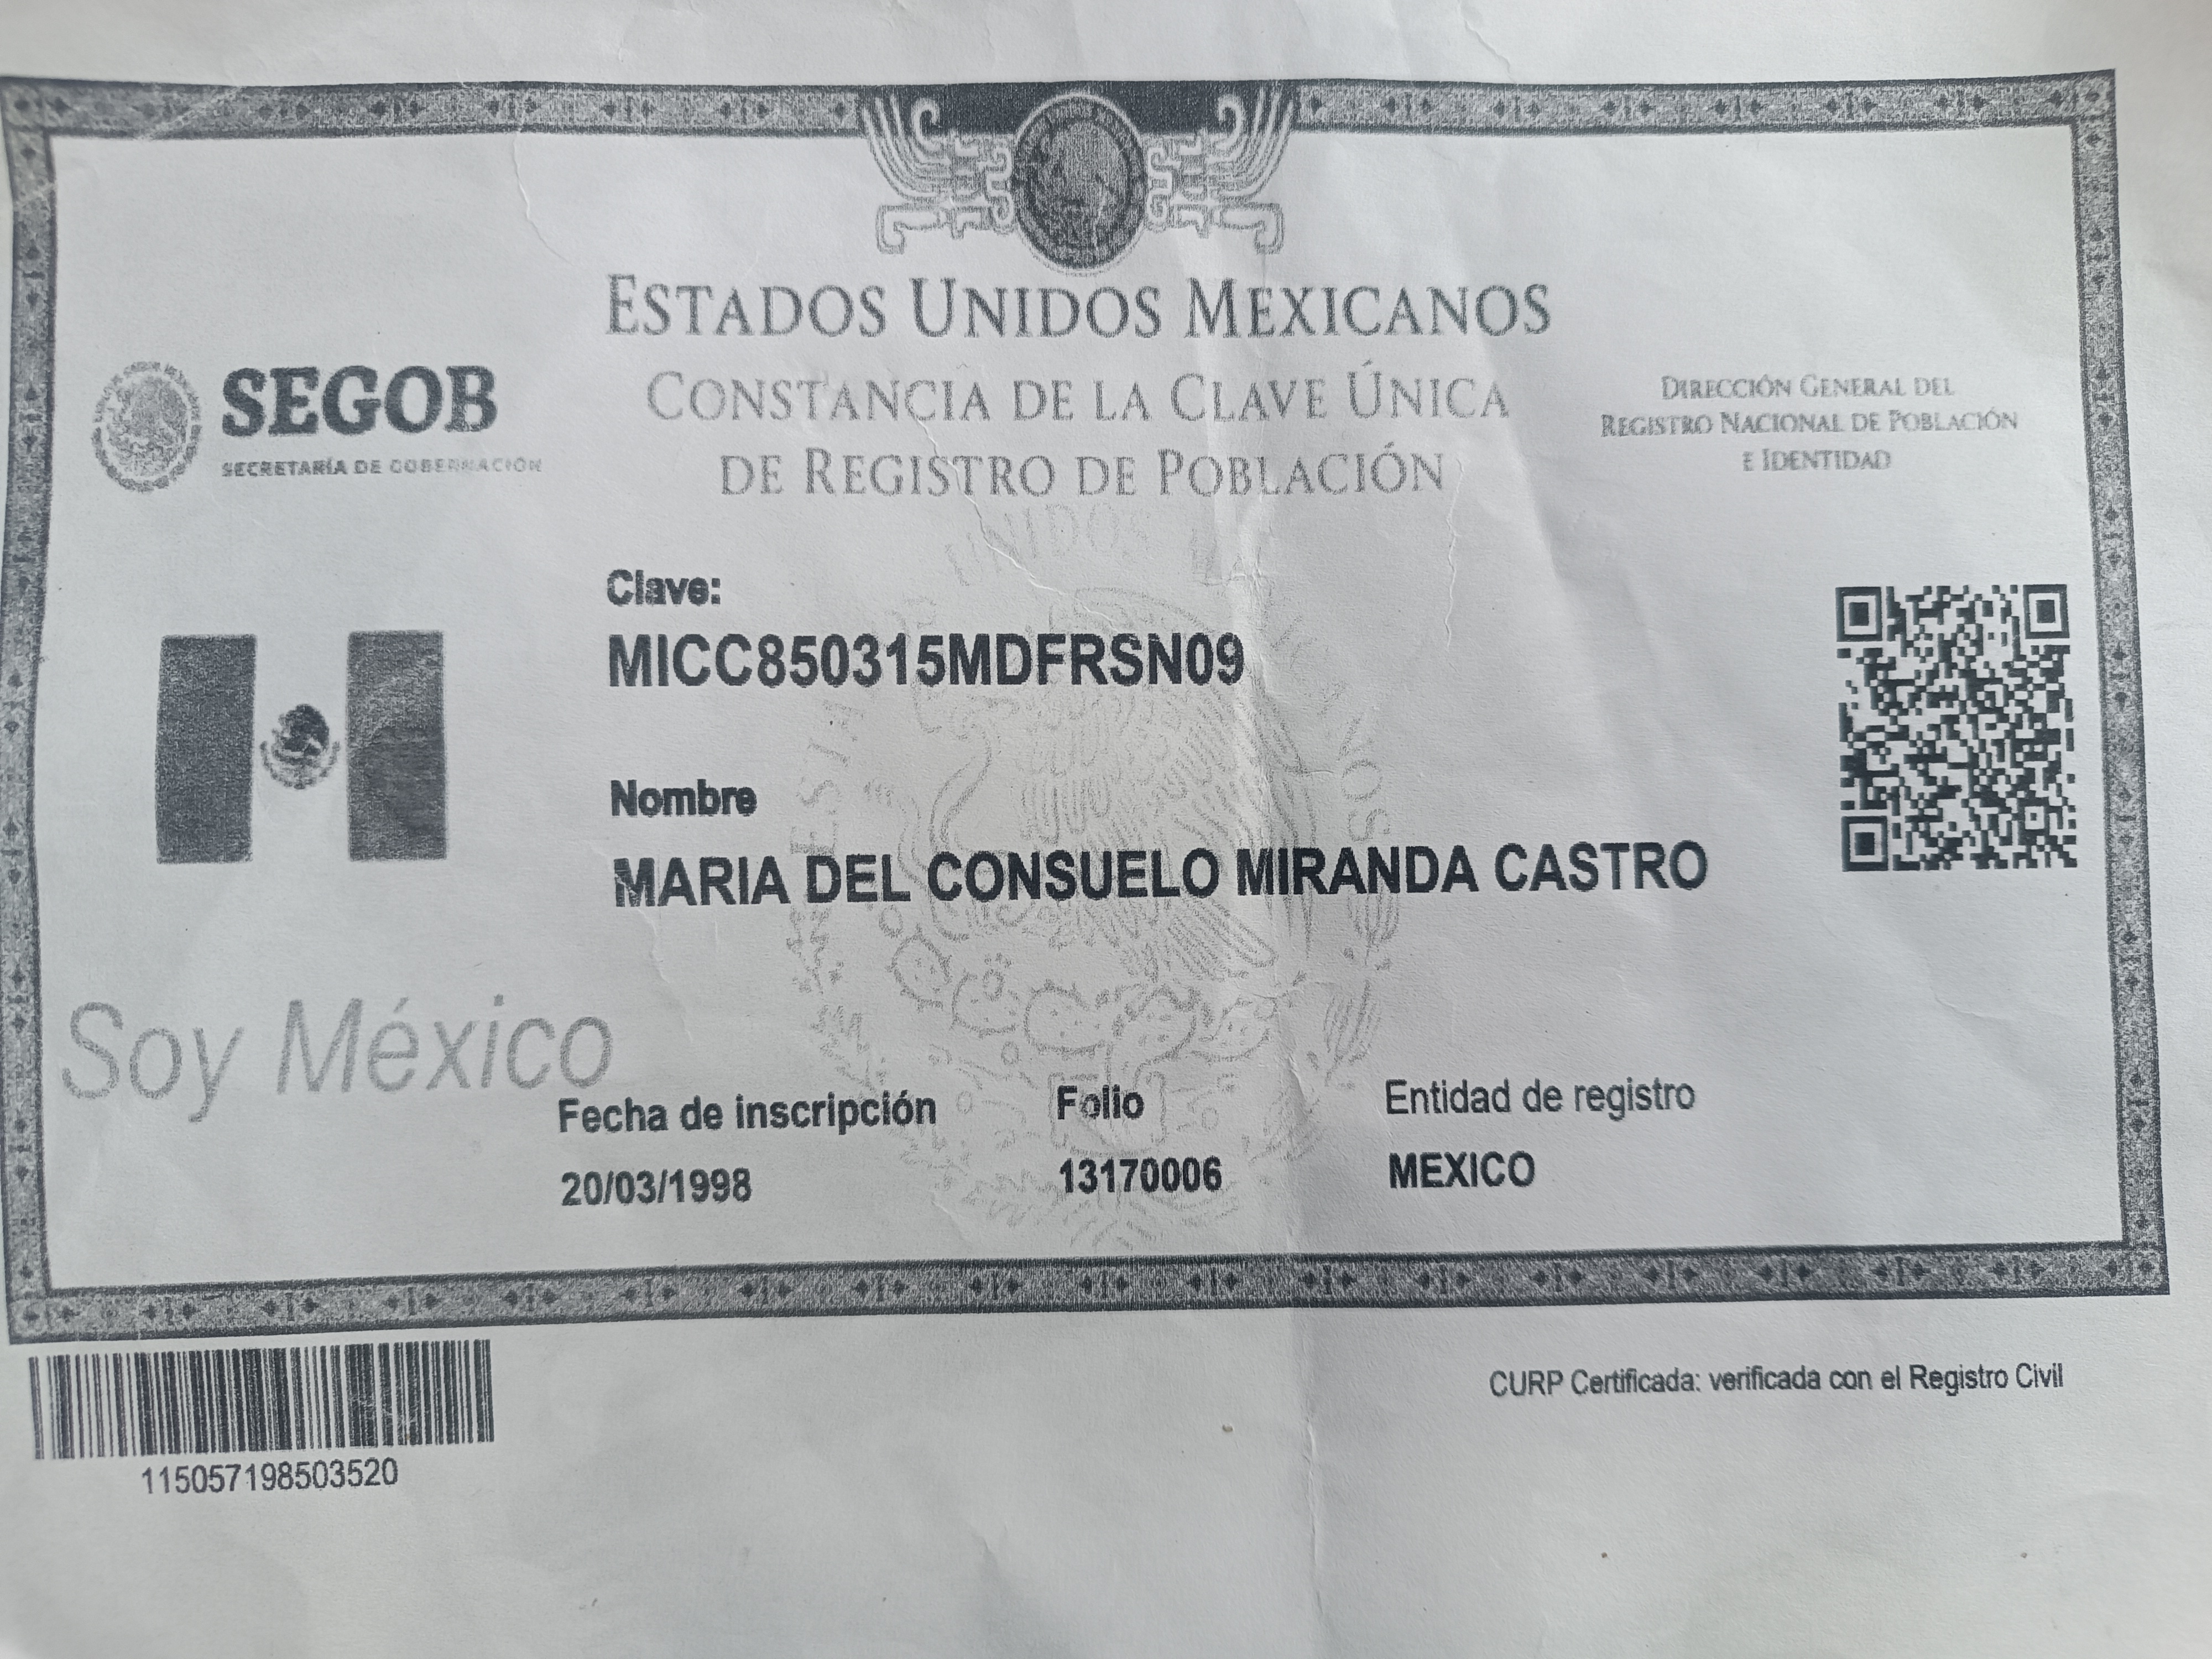 ESTADOS UNIDOS MEXICANOS
CONSTANCIA DE LA CLAVE ÚNICA
DE REGISTRO DE POBLACIÓN
SEGOB
SECRETARÍA DE GOBERNACIÓN
DIRECCIÓN GENERAL DEL
REGISTRO NACIONAL DE POBLACIÓN
E IDENTIDAD
Clave:
MICC850315MDFRSN09
Nombre
MARIA DEL CONSUELO MIRANDA CASTRO
Soy México
Fecha de inscripción
20/03/1998
Folio
13170006
Entidad de registro
MEXICO
115057198503520
CURP Certificada: verificada con el Registro Civil